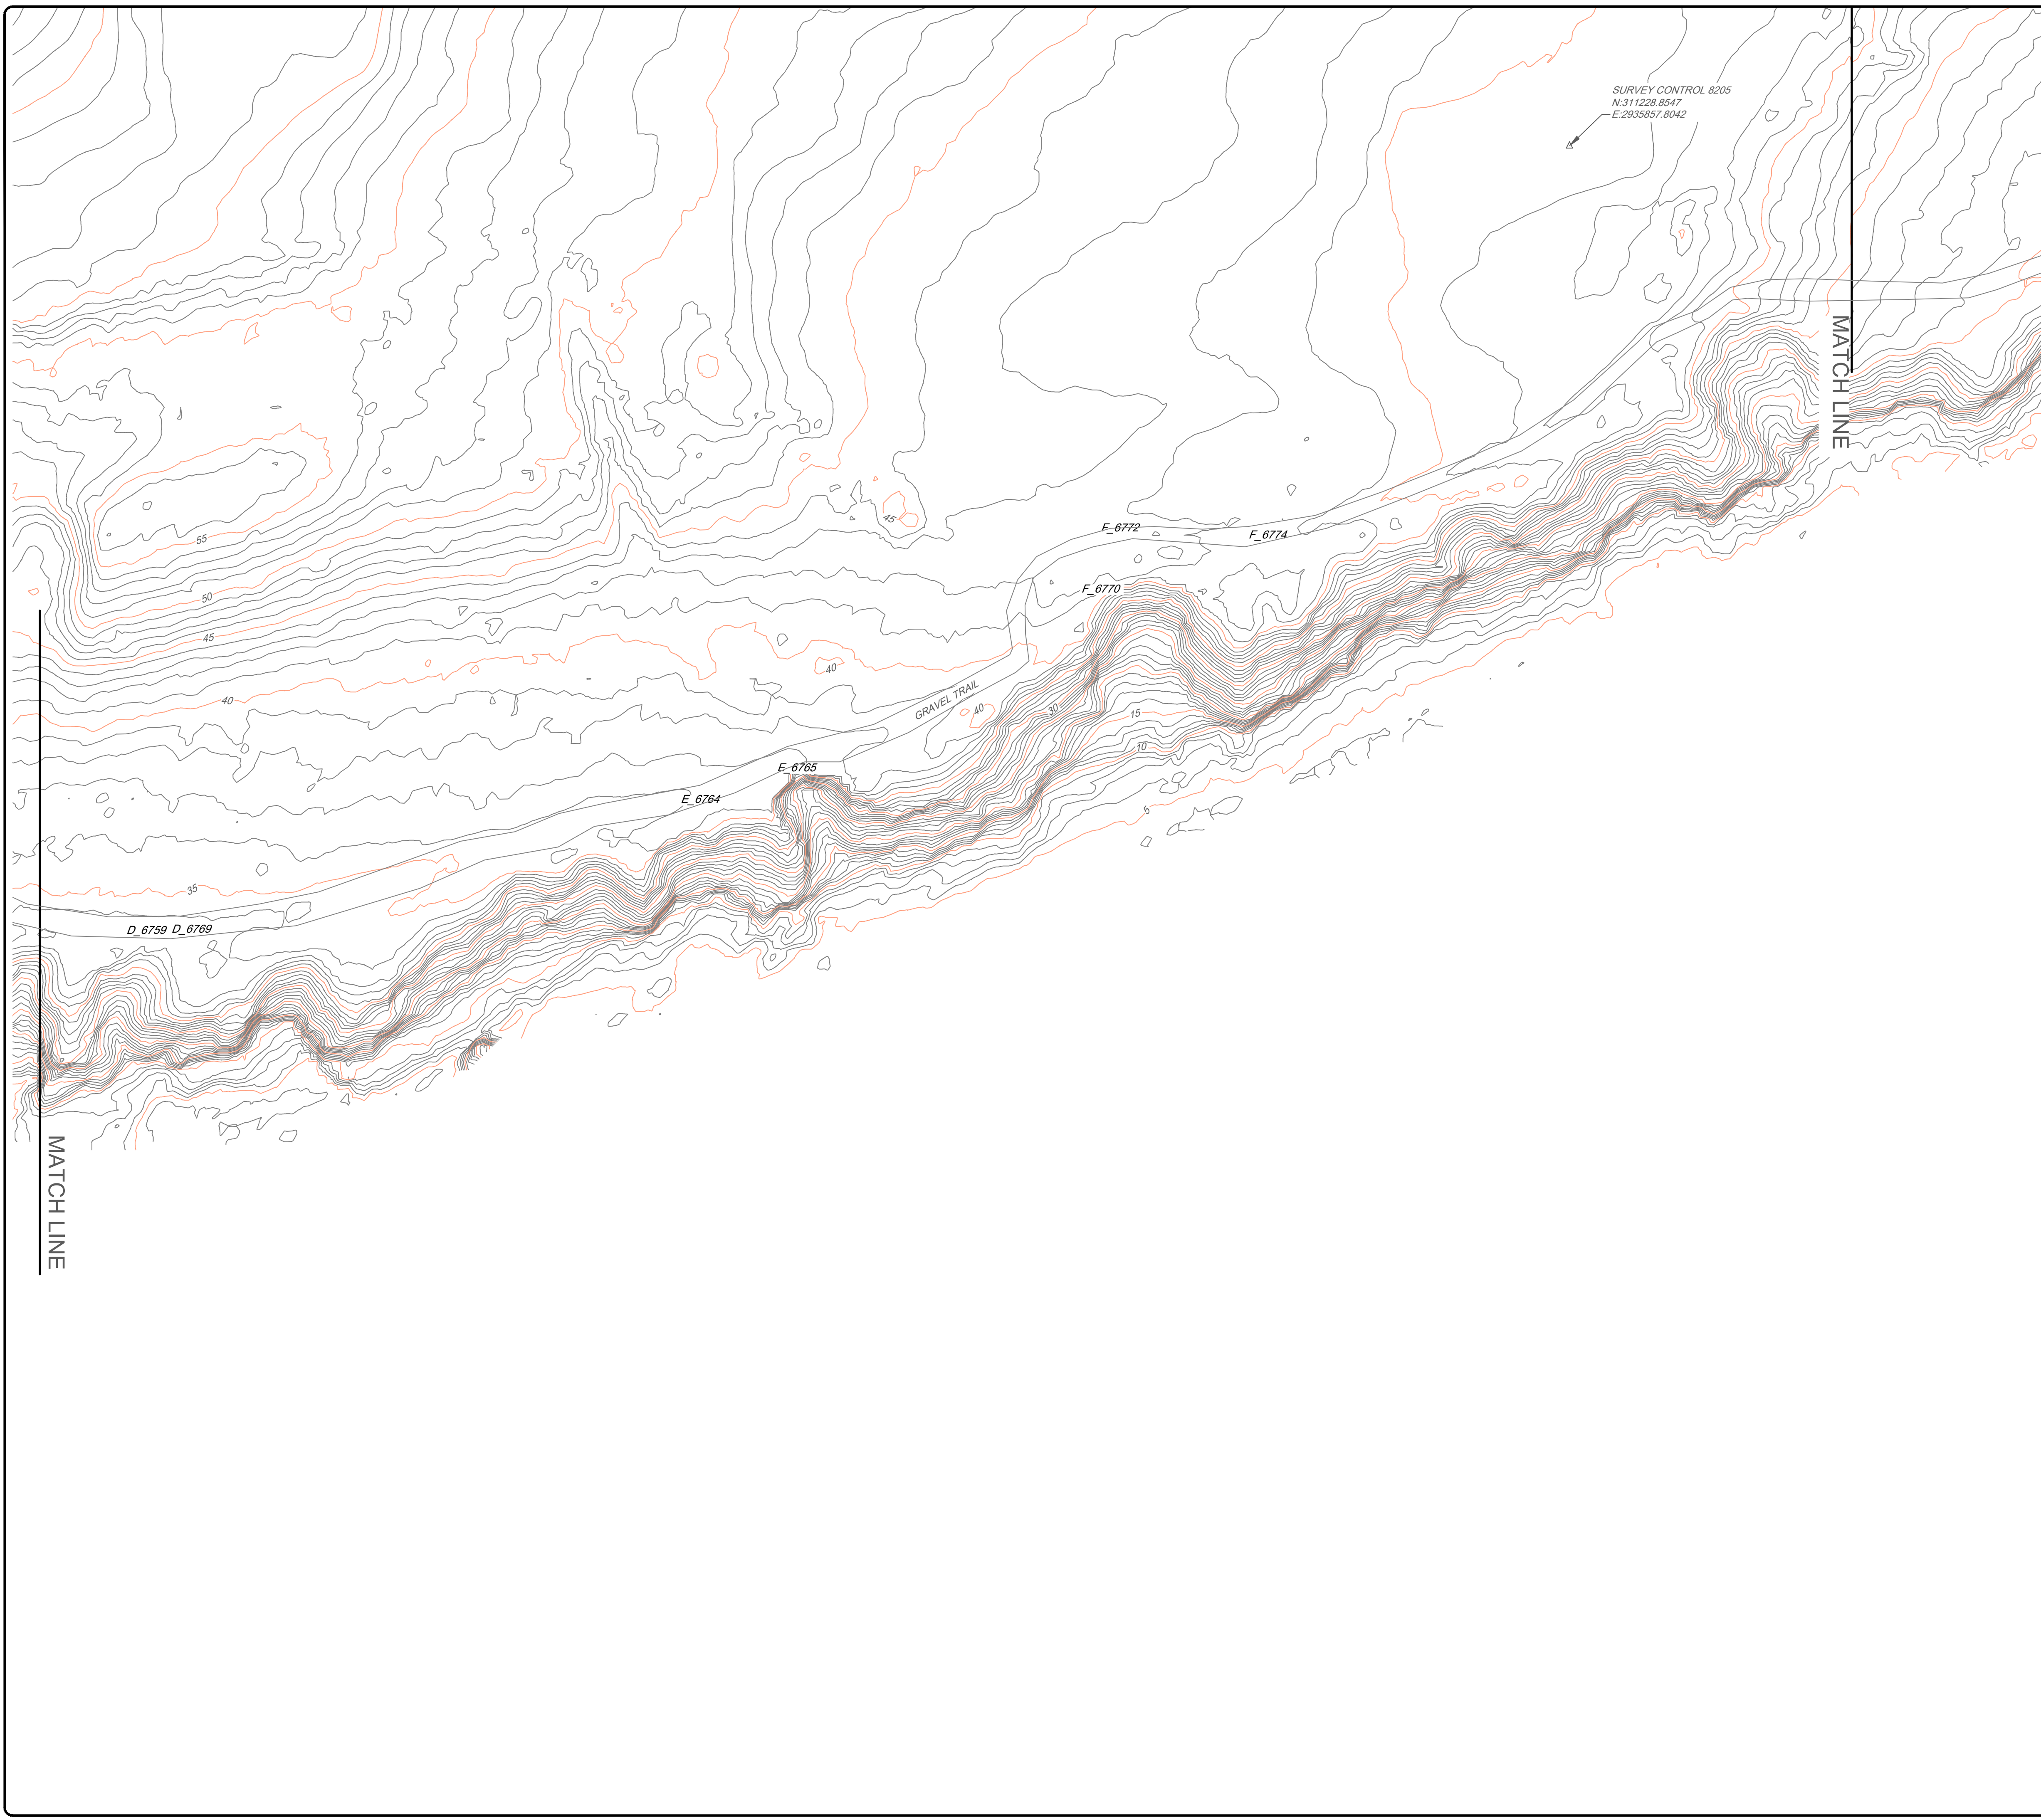 SURVEY CONTROL 8205
N:311228.8547
E:2935857.8042
MATCH LINE
45
F_6772
F_6774
55
F_6770
50
45
40
40
GRAVEL TRAIL
40
30
15
10
E_6765
E_6764
5
35
D_6759 D_6769
MATCH LINE